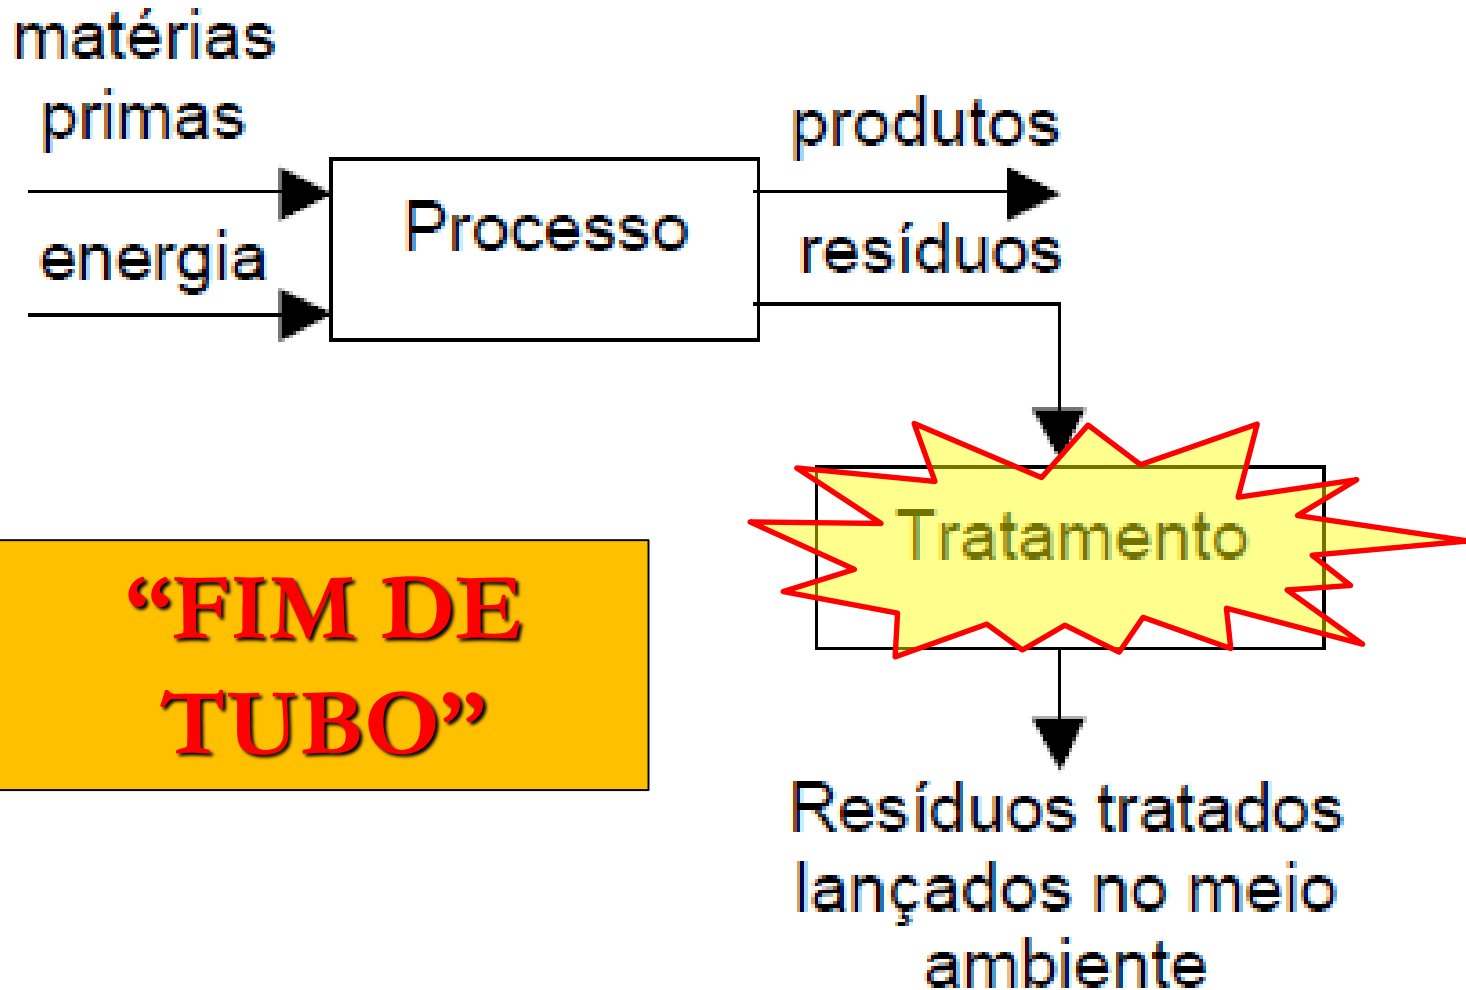 matérias
primas
energia
Processo
produtos
resíduos
Tratamento
“FIM DE
TUBO”
Resíduos tratados
lançados no meio
ambiente